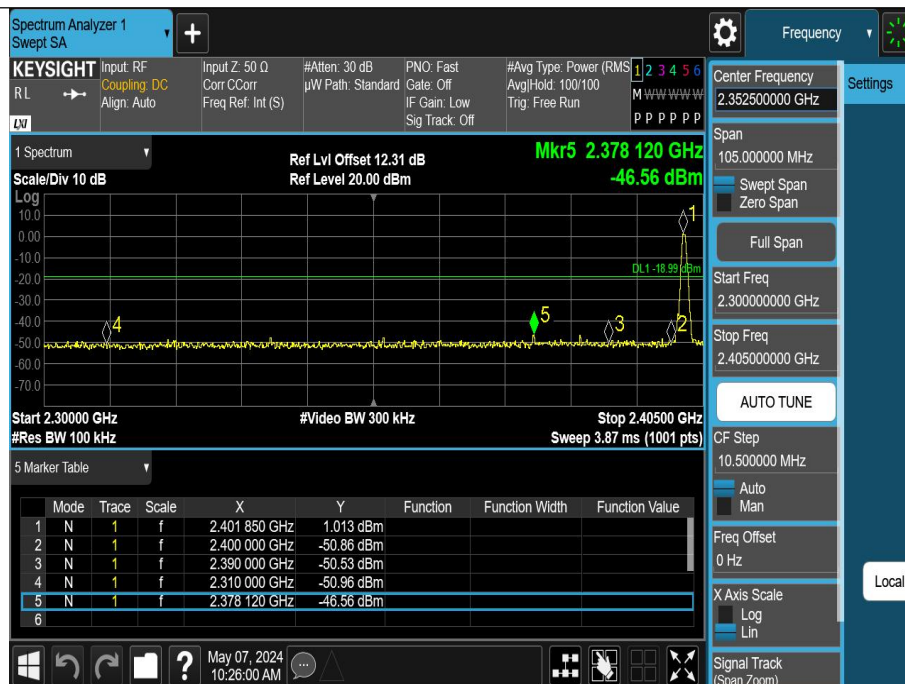 Spectrum Analyzer 1
Swept SA
Frequency
KEYSIGHT
RL
LXI
Input: RF
Coupling: DC
Align: Auto
Input Z: 50 Ω
Corr CCorr
Freq Ref: Int (S)
#Atten: 30 dB
µW Path: Standard
PNO: Fast
Gate: Off
IF Gain: Low
Sig Track: Off
#Avg Type: Power (RMS
Avg|Hold: 100/100
Trig: Free Run
1 2 3 4 5 6
M W W W W W
P P P P P P
1 Spectrum
Scale/Div 10 dB
Ref Lvl Offset 12.31 dB
Ref Level 20.00 dBm
Mkr5 2.378 120 GHz
-46.56 dBm
Log
10.0
0.00
-10.0
-20.0
-30.0
-40.0
-50.0
-60.0
-70.0
1
DL1 -18.99 dBm
4
5
3
2
Start 2.30000 GHz
#Video BW 300 kHz
Stop 2.40500 GHz
#Res BW 100 kHz
Sweep 3.87 ms (1001 pts)
5 Marker Table
Mode Trace Scale X Y Function Function Width Function Value
1 N 1 f 2.401 850 GHz 1.013 dBm
2 N 1 f 2.400 000 GHz -50.86 dBm
3 N 1 f 2.390 000 GHz -50.53 dBm
4 N 1 f 2.310 000 GHz -50.96 dBm
5 N 1 f 2.378 120 GHz -46.56 dBm
6
May 07, 2024
10:26:00 AM
Center Frequency
2.352500000 GHz
Span
105.000000 MHz
Swept Span
Zero Span
Full Span
Start Freq
2.300000000 GHz
Stop Freq
2.405000000 GHz
AUTO TUNE
CF Step
10.500000 MHz
Auto
Man
Freq Offset
0 Hz
X Axis Scale
Log
Lin
Signal Track
(Span Zoom)
Settings
Local